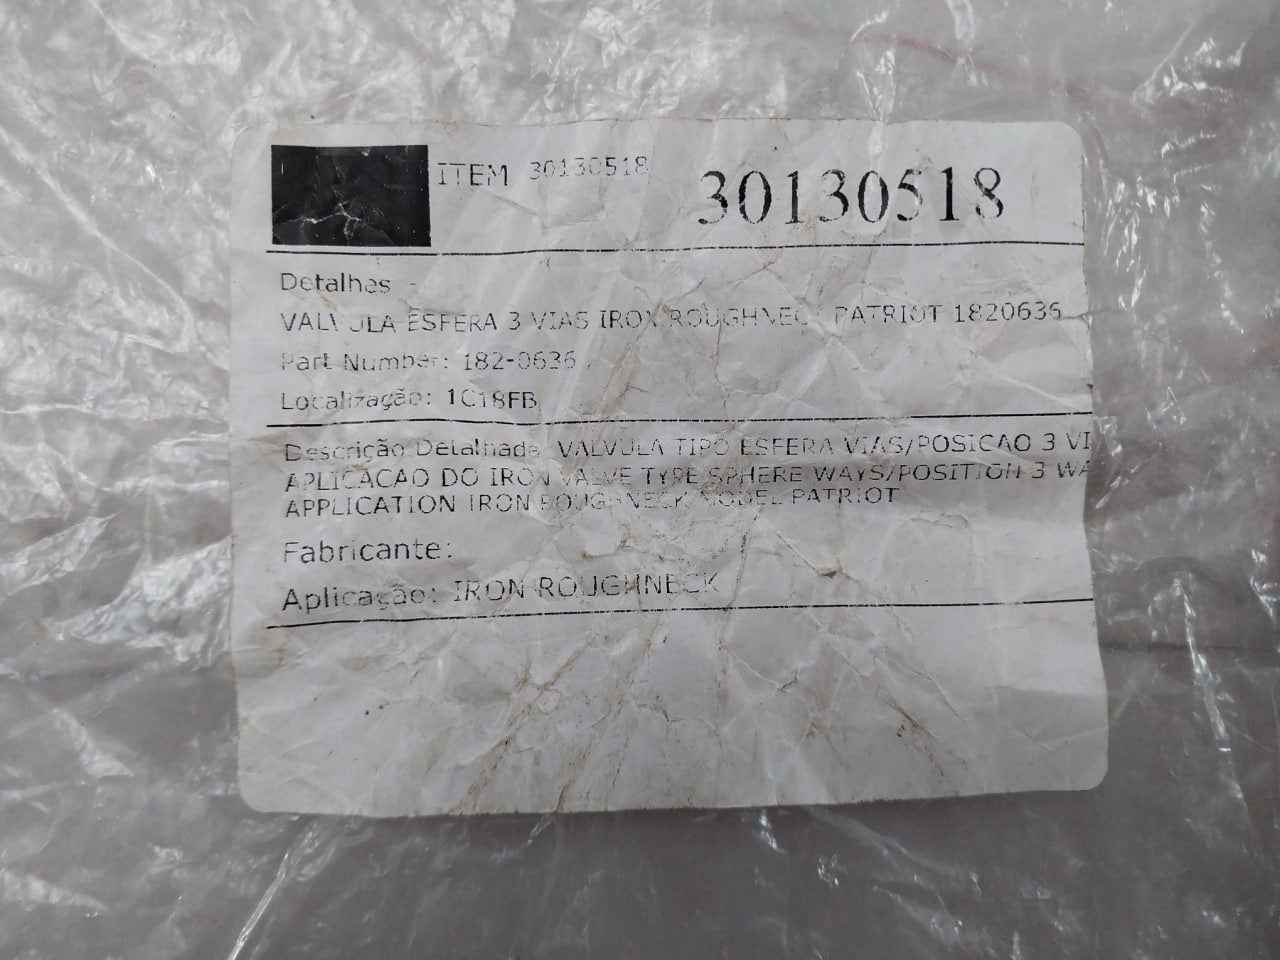 ITEM 30130518
30130518
Detalhes -
VALVULA ESFERA 3 VIAS IRON ROUGHNECK PATRIOT 1820636
Part Number: 182-0636
Localização: 1C18FB
Descrição Detalhada: VALVULA TIPO ESFERA VIAS/POSICAO 3 VI
APLICACAO DO IRON VALVE TYPE SPHERE WAYS/POSITION 3 WA
APPLICATION IRON ROUGHNECK MODEL PATRIOT
Fabricante:
Aplicação: IRON ROUGHNECK